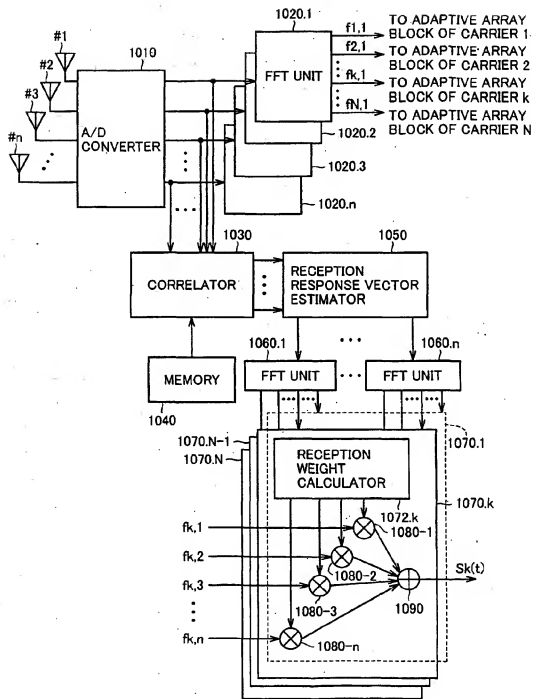 #1
#2
#3
#n
1010
A/D
CONVERTER
1020.1
FFT UNIT
1020.2
1020.3
1020.n
f1,1
TO ADAPTIVE ARRAY
BLOCK OF CARRIER 1
f2,1
TO ADAPTIVE ARRAY
BLOCK OF CARRIER 2
fk,1
TO ADAPTIVE ARRAY
BLOCK OF CARRIER k
fN,1
TO ADAPTIVE ARRAY
BLOCK OF CARRIER N
1030
CORRELATOR
1050
RECEPTION
RESPONSE VECTOR
ESTIMATOR
MEMORY
1040
1060.1
FFT UNIT
1060.n
FFT UNIT
1070.1
1070.N-1
1070.N
1070.k
RECEPTION
WEIGHT
CALCULATOR
1072.k
fk,1
1080-1
fk,2
1080-2
fk,3
1080-3
fk,n
1080-n
1090
Sk(t)